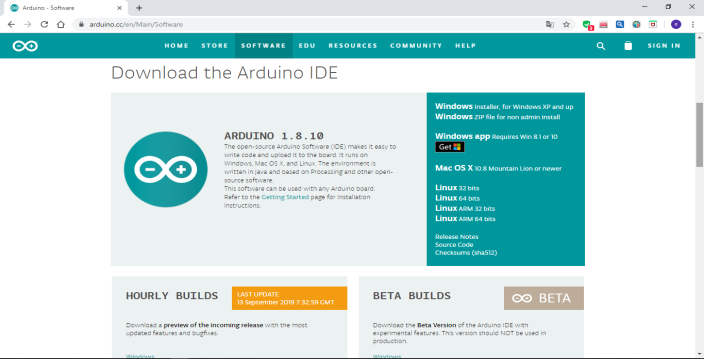 Arduino - Software
arduino.cc/en/Main/Software
HOME STORE SOFTWARE EDU RESOURCES COMMUNITY HELP SIGN IN
Download the Arduino IDE
ARDUINO 1.8.10
The open-source Arduino Software (IDE) makes it easy to
write code and upload it to the board. It runs on
Windows, Mac OS X, and Linux. The environment is
written in Java and based on Processing and other open-
source software.
This software can be used with any Arduino board.
Refer to the Getting Started page for Installation
instructions.
Windows Installer, for Windows XP and up
Windows ZIP file for non admin install
Windows app Requires Win 8.1 or 10
Get
Mac OS X 10.8 Mountain Lion or newer
Linux 32 bits
Linux 64 bits
Linux ARM 32 bits
Linux ARM 64 bits
Release Notes
Source Code
Checksums (sha512)
HOURLY BUILDS
LAST UPDATE
13 September 2019 7:32:59 GMT
Download a preview of the incoming release with the most
updated features and bugfixes.
Windows
BETA BUILDS
BETA
Download the Beta Version of the Arduino IDE with
experimental features. This version should NOT be used in
production.
Windows